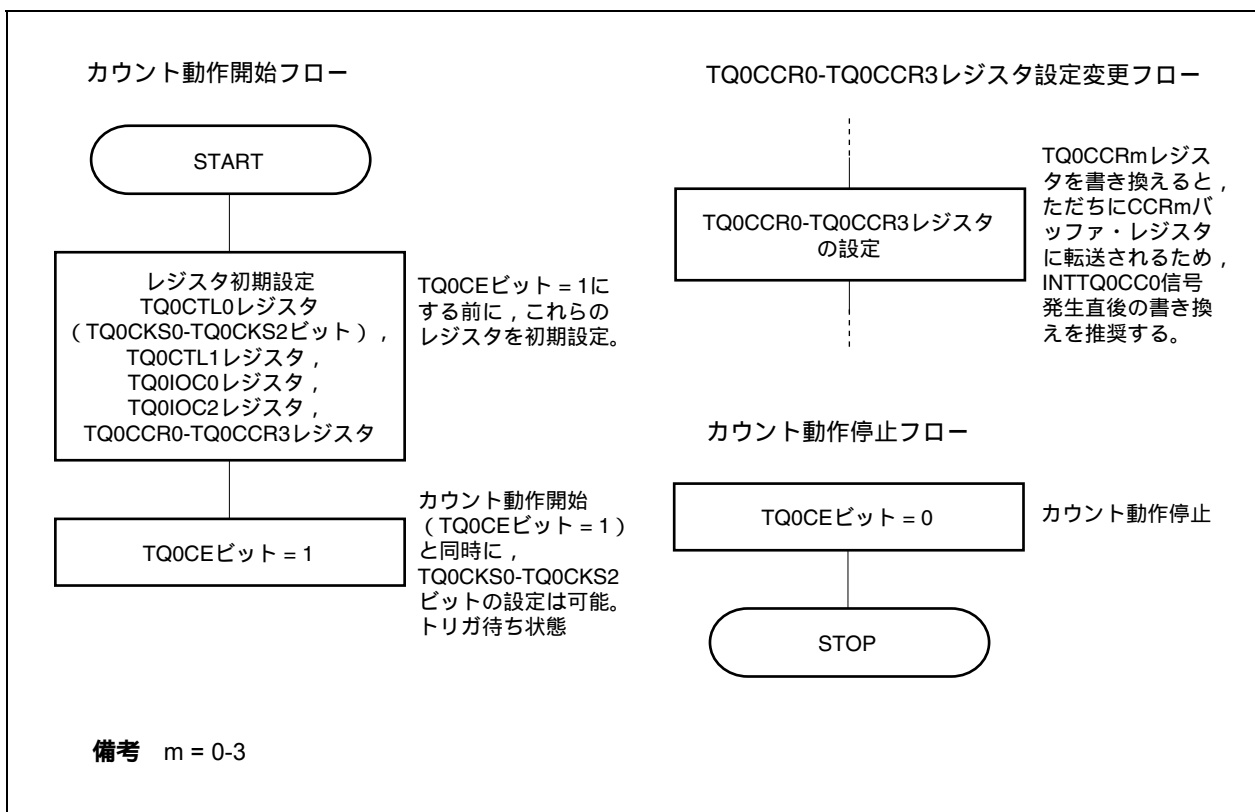 カウント動作開始フロー
START
レジスタ初期設定
TQ0CTL0レジスタ
（TQ0CKS0-TQ0CKS2ビット），
TQ0CTL1レジスタ，
TQ0IOC0レジスタ，
TQ0IOC2レジスタ，
TQ0CCR0-TQ0CCR3レジスタ
TQ0CEビット = 1に
する前に，これらの
レジスタを初期設定。
TQ0CEビット = 1
カウント動作開始
（TQ0CEビット = 1）
と同時に，
TQ0CKS0-TQ0CKS2
ビットの設定は可能。
トリガ待ち状態
TQ0CCR0-TQ0CCR3レジスタ設定変更フロー
TQ0CCR0-TQ0CCR3レジスタ
の設定
TQ0CCRmレジス
タを書き換えると，
ただちにCCRmバ
ッファ・レジスタ
に転送されるため，
INTTQ0CC0信号
発生直後の書き換
えを推奨する。
カウント動作停止フロー
TQ0CEビット = 0
カウント動作停止
STOP
備考 m = 0-3